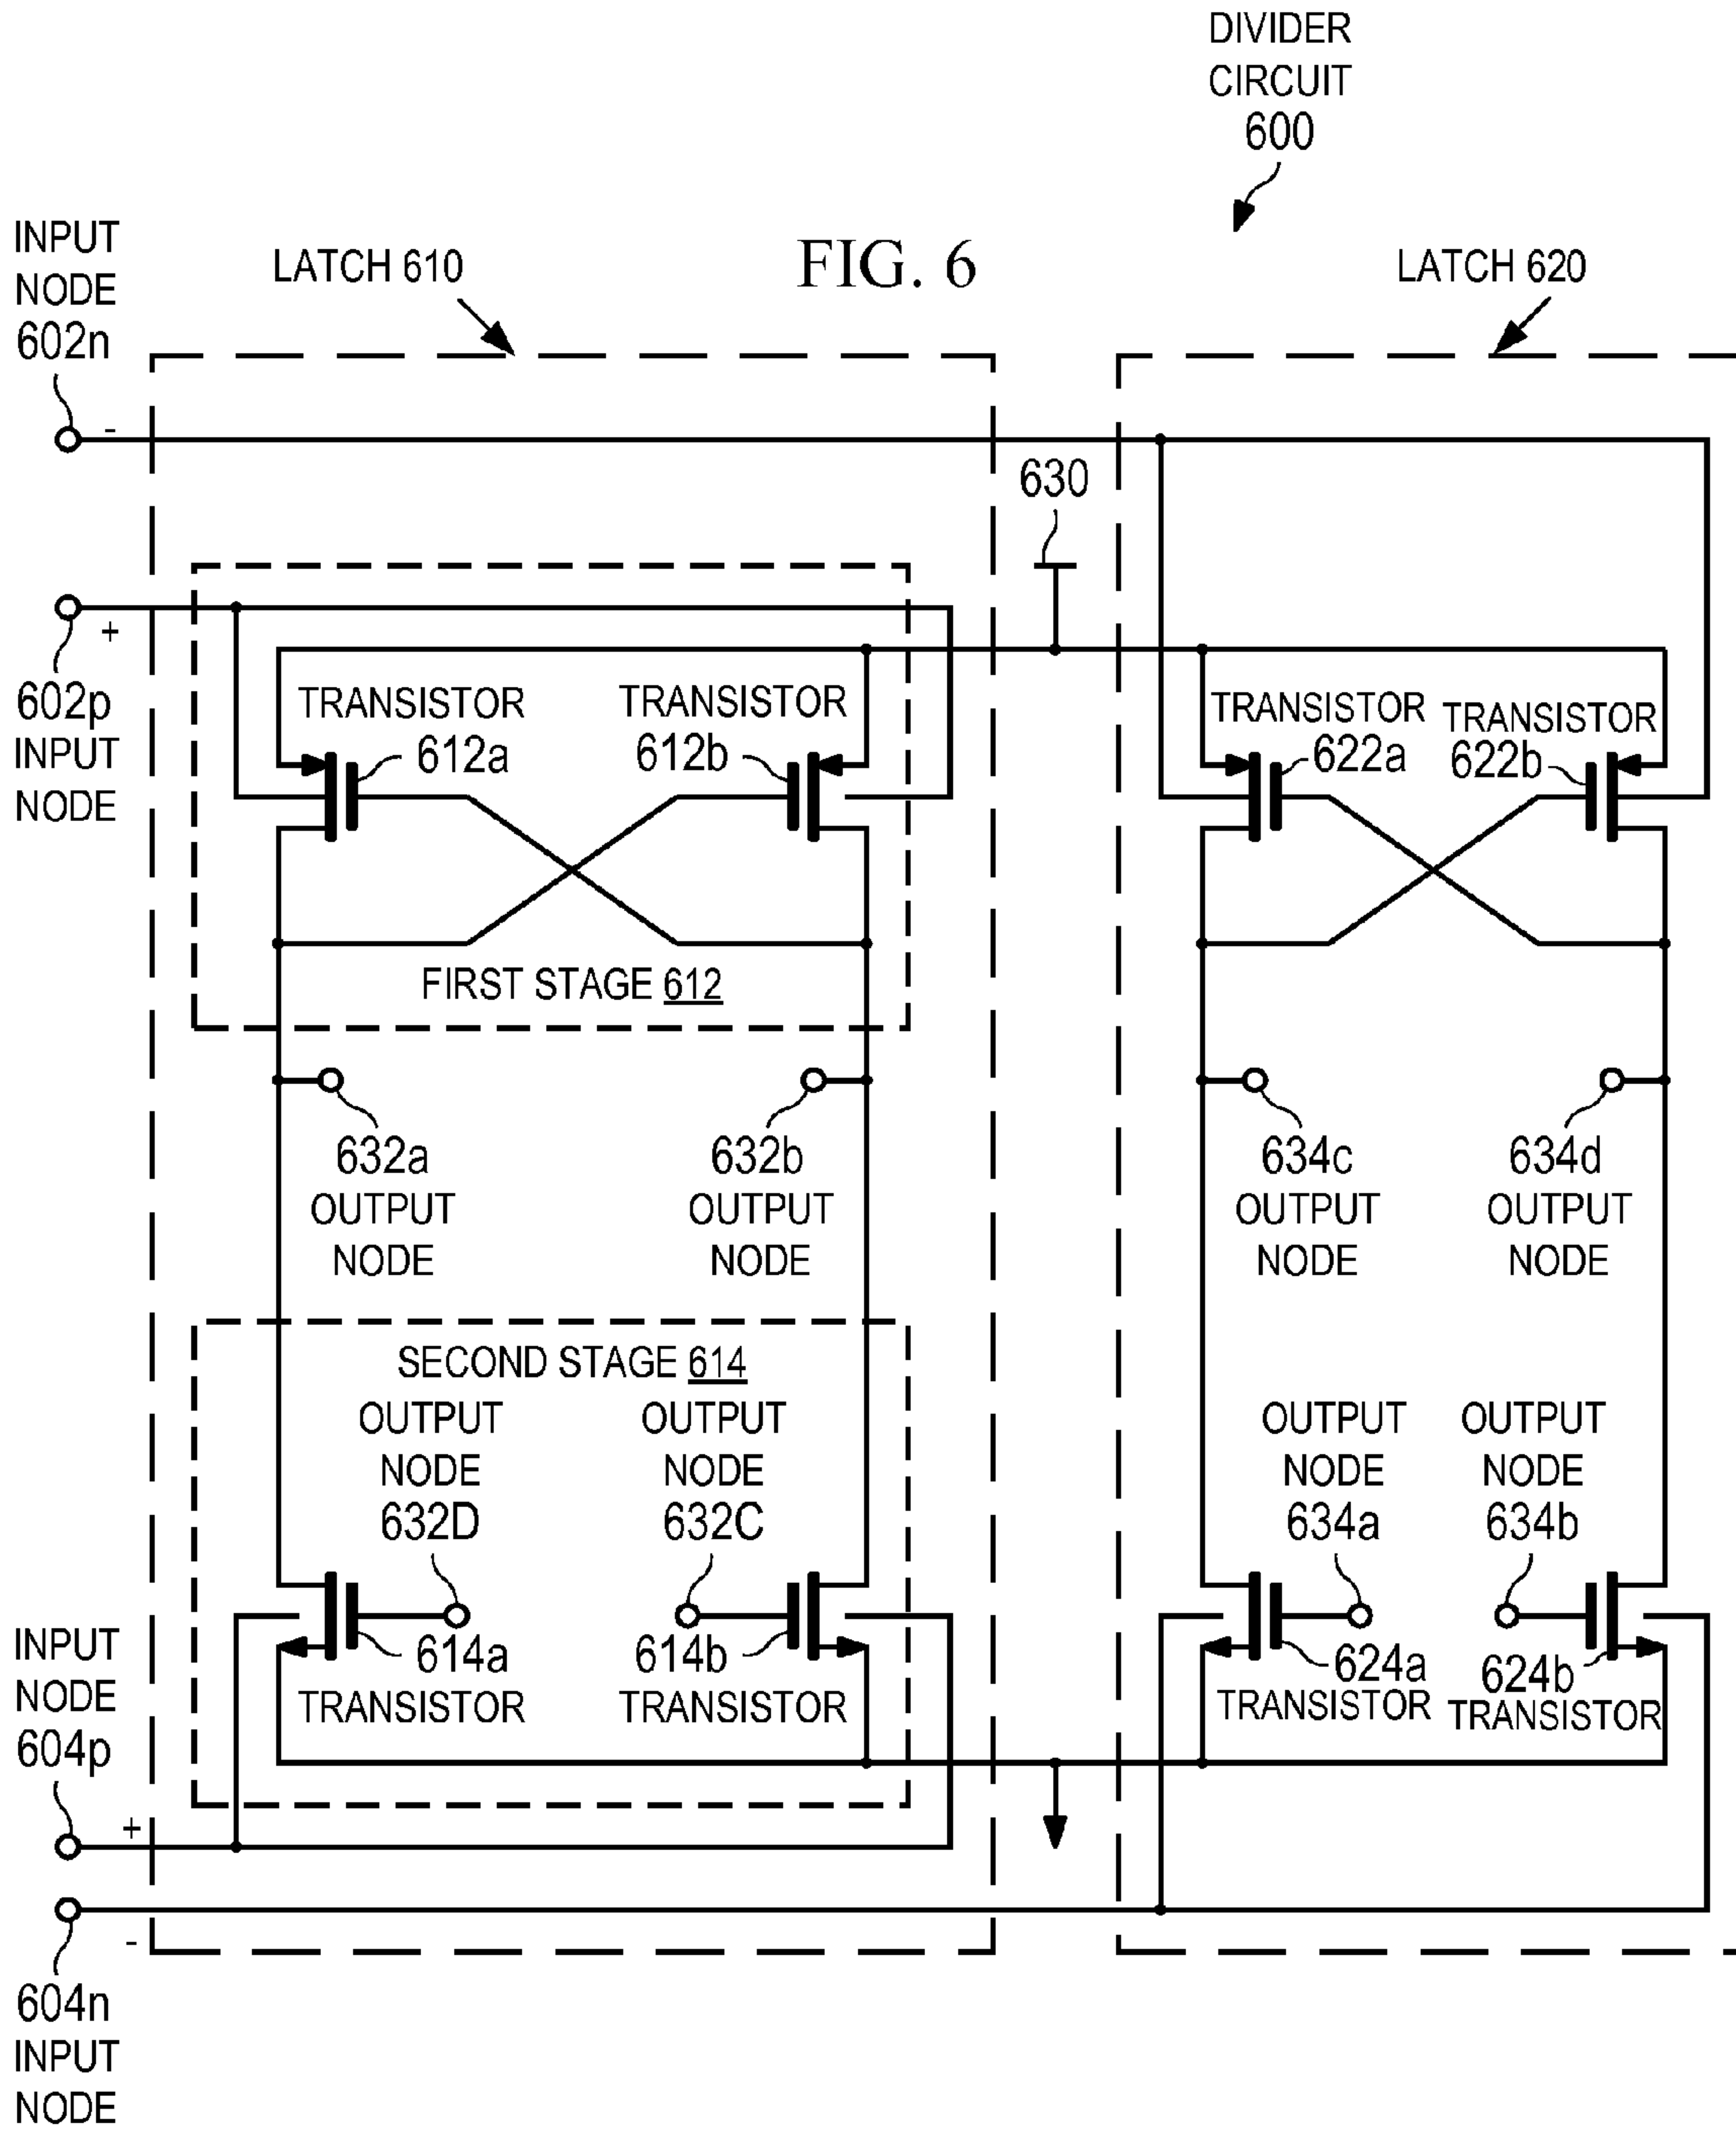 DIVIDER
CIRCUIT
600
INPUT
NODE
602n
LATCH 610
FIG. 6
LATCH 620
-
630
+
602p
INPUT
NODE
TRANSISTOR
612a
TRANSISTOR
612b
TRANSISTOR
622a
TRANSISTOR
622b
FIRST STAGE 612
632a
OUTPUT
NODE
632b
OUTPUT
NODE
634c
OUTPUT
NODE
634d
OUTPUT
NODE
SECOND STAGE 614
OUTPUT
NODE
632D
OUTPUT
NODE
632C
OUTPUT
NODE
634a
OUTPUT
NODE
634b
INPUT
NODE
604p
614a
TRANSISTOR
614b
TRANSISTOR
624a
TRANSISTOR
624b
TRANSISTOR
+
-
604n
INPUT
NODE